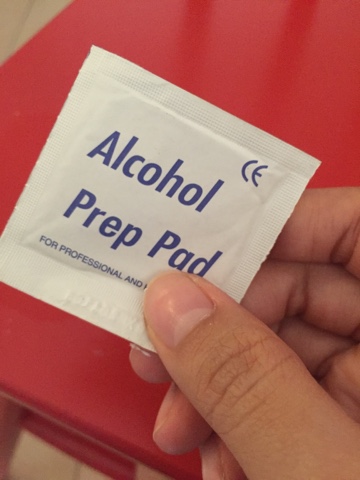 CE
Alcohol
Prep Pad
FOR PROFESSIONAL AND